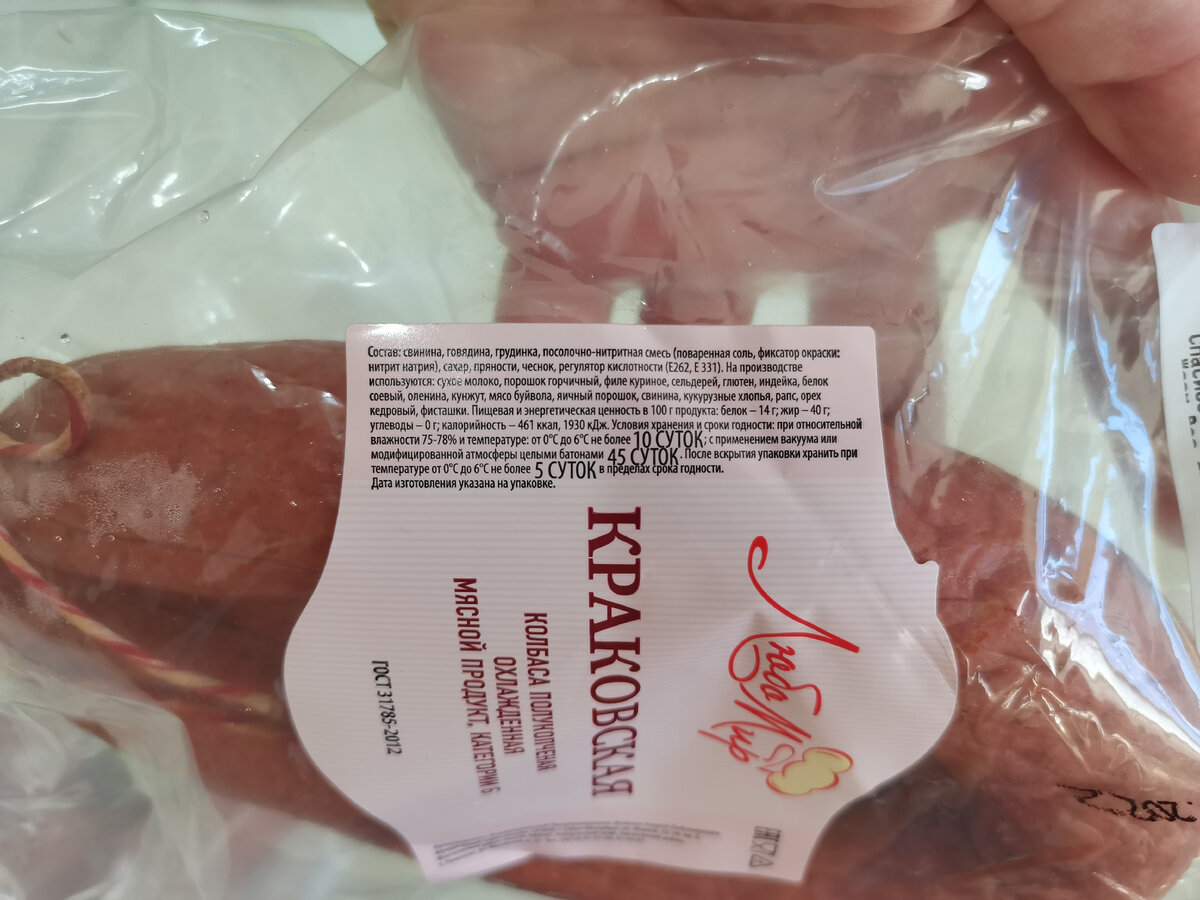 Состав: свинина, говядина, грудинка, посолочно-нитритная смесь (поваренная соль, фиксатор окраски:
нитрит натрия), сахар, пряности, чеснок, регулятор кислотности (Е262, Е 331). На производстве
используются: сухое молоко, порошок горчичный, филе куриное, сельдерей, глютен, индейка, белок
соевый, оленина, кунжут, мясо буйвола, яичный порошок, свинина, кукурузные хлопья, рапс, орех
кедровый, фисташки. Пищевая и энергетическая ценность в 100 г продукта: белок – 14 г; жир – 40 г;
углеводы – 0 г; калорийность – 461 ккал, 1930 кДж. Условия хранения и сроки годности: при относительной
влажности 75-78% и температуре: от 0°С до 6°С не более 10 СУТОК; с применением вакуума или
модифицированной атмосферы целыми батонами 45 СУТОК. После вскрытия упаковки хранить при
температуре от 0°С до 6°С не более 5 СУТОК в пределах срока годности.
Дата изготовления указана на упаковке.
ЛюбоМир
КРАКОВСКАЯ
КОЛБАСА ПОЛУКОПЧЕНАЯ
ОХЛАЖДЕННАЯ
МЯСНОЙ ПРОДУКТ, КАТЕГОРИИ Б
ГОСТ 31785-2012
EAC